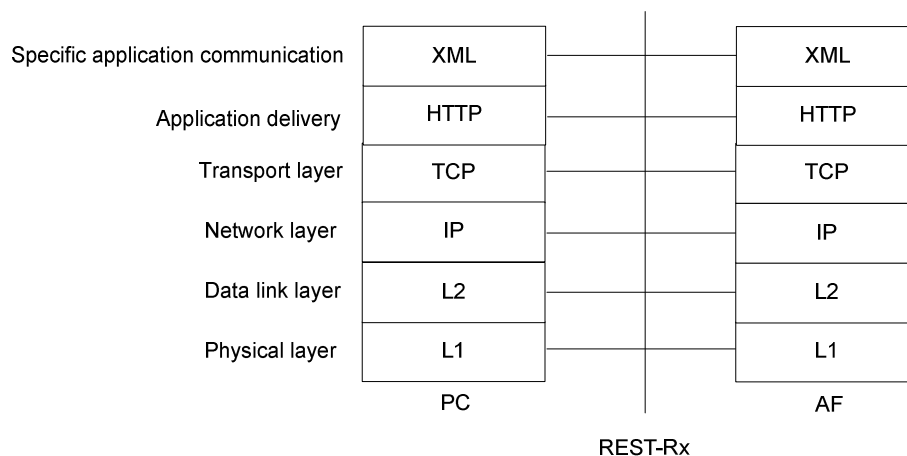 Specific application communication XML XML
Application delivery HTTP HTTP
Transport layer TCP TCP
Network layer IP IP
Data link layer L2 L2
Physical layer L1 L1
PC AF
REST-Rx